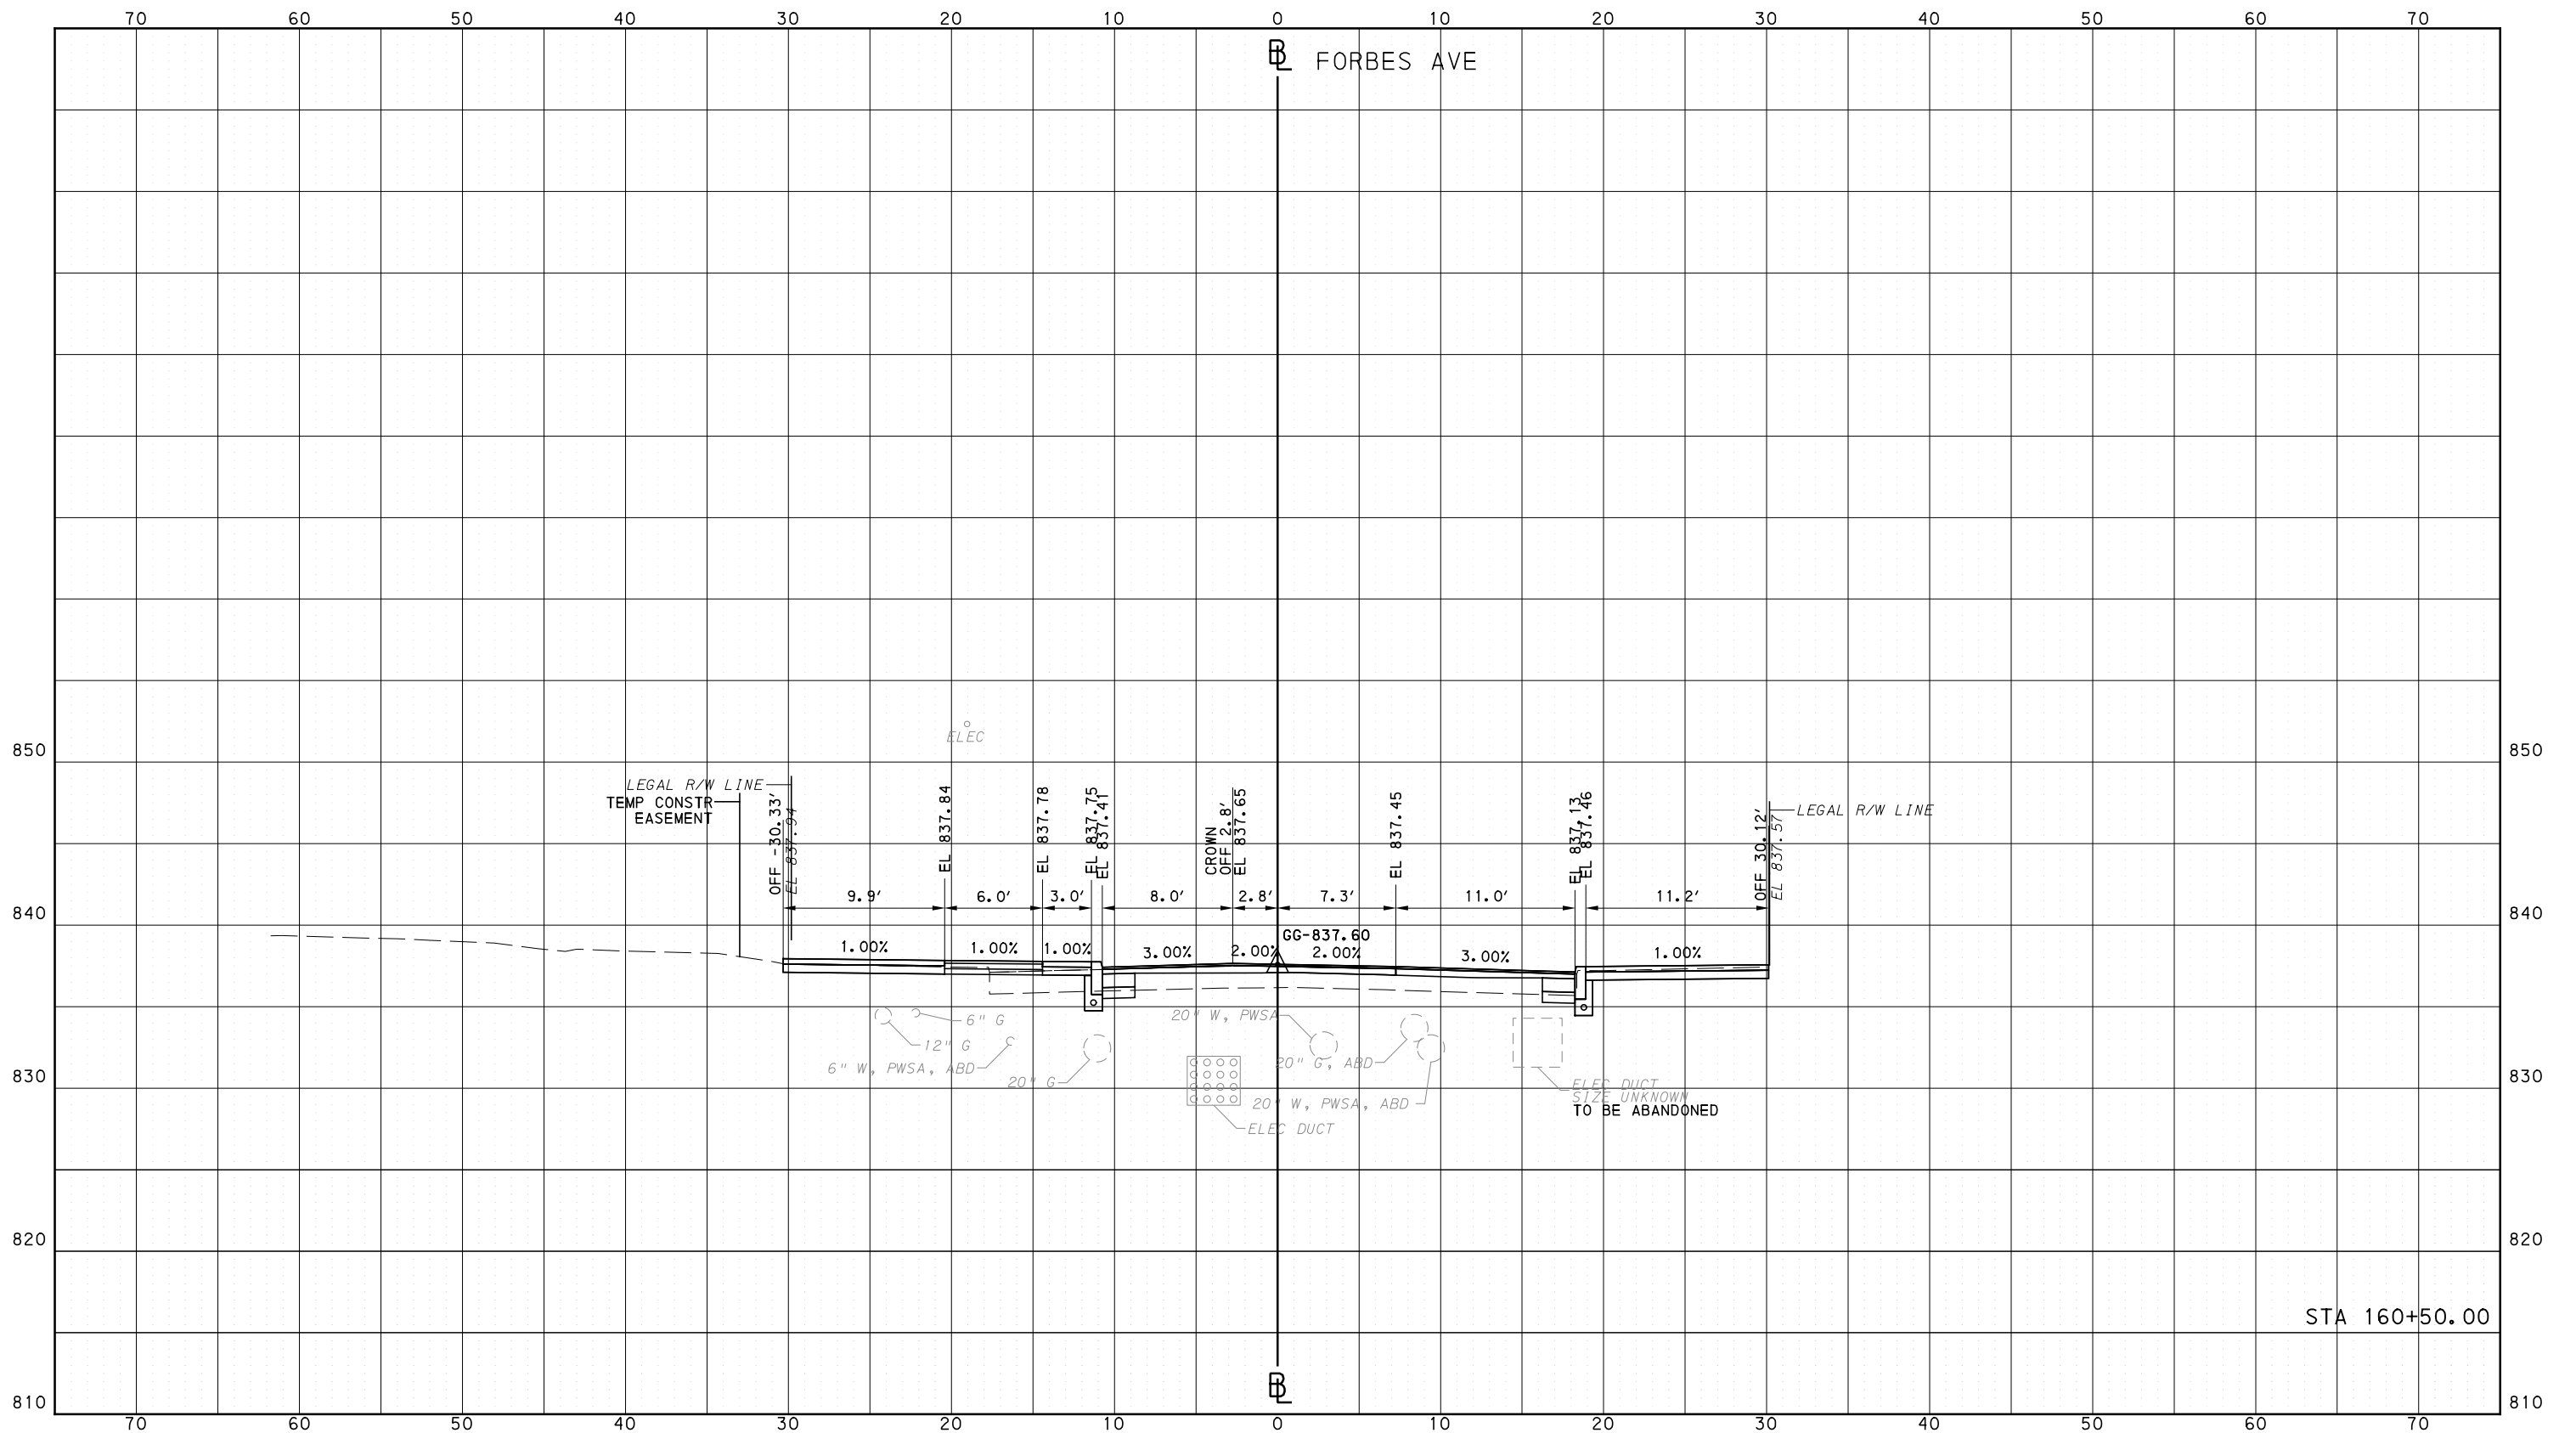 70 60 50 40 30 20 10 0 10 20 30 40 50 60 70
BL FORBES AVE
ELEC
850 850
LEGAL R/W LINE
TEMP CONSTR
EASEMENT
OFF -30.33'
EL 837.94
EL 837.84
EL 837.78
EL 837.75
EL 837.41
CROWN
OFF 2.8'
EL 837.65
EL 837.45
EL 837.13
EL 837.46
OFF 30.12'
EL 837.57
LEGAL R/W LINE
9.9' 6.0' 3.0' 8.0' 2.8' 7.3' 11.0' 11.2'
840 840
GG-837.60
1.00% 1.00% 1.00% 3.00% 2.00% 2.00% 3.00% 1.00%
6" G
12" G
6" W, PWSA, ABD
20" G
20" W, PWSA
20" G, ABD
20" W, PWSA, ABD
ELEC DUCT
ELEC DUCT
SIZE UNKNOWN
TO BE ABANDONED
830 830
820 820
STA 160+50.00
BL
810 810
70 60 50 40 30 20 10 0 10 20 30 40 50 60 70